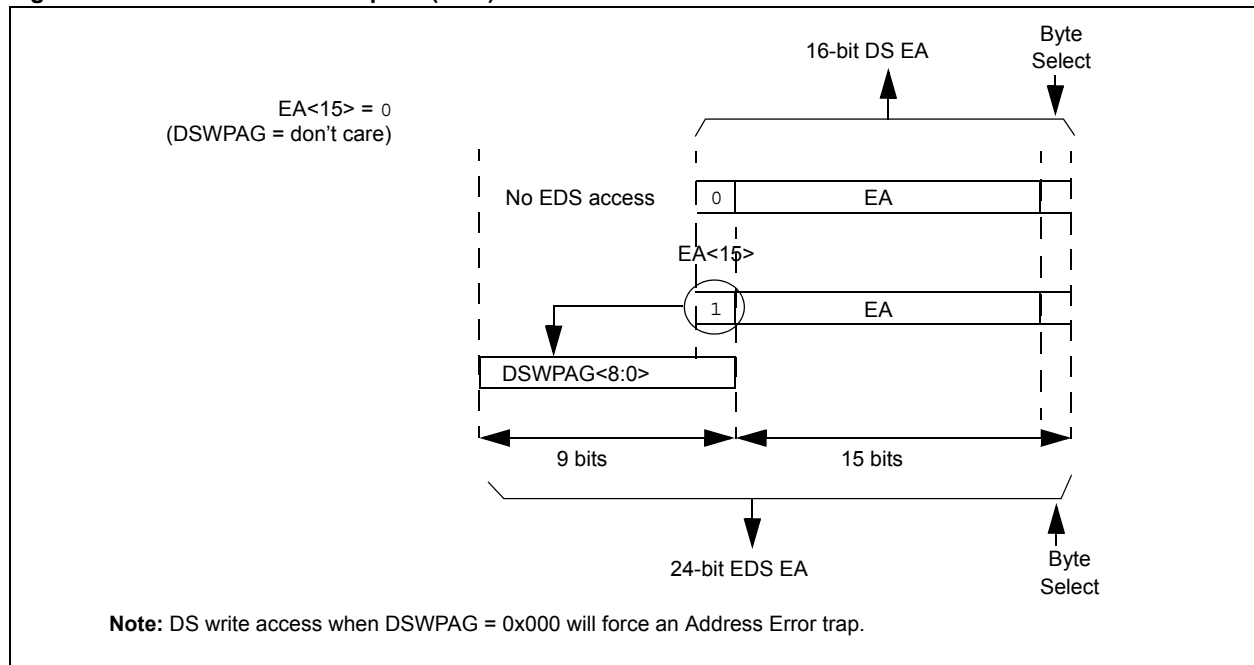 16-bit DS EA
Byte
Select
EA<15> = 0
(DSWPAG = don't care)
No EDS access
0
EA
EA<15>
1
EA
DSWPAG<8:0>
9 bits
15 bits
24-bit EDS EA
Byte
Select
Note: DS write access when DSWPAG = 0x000 will force an Address Error trap.